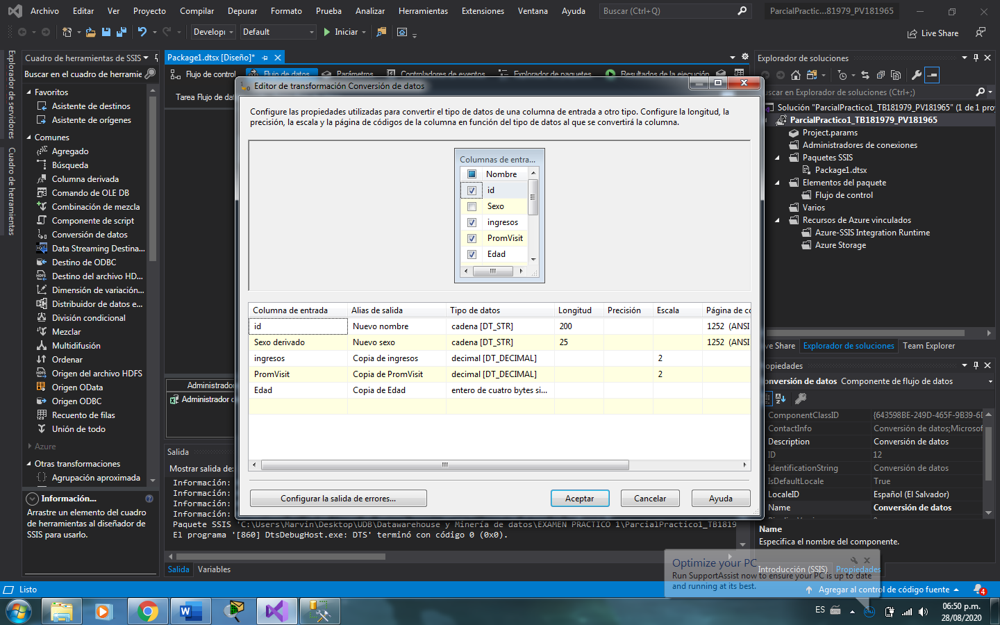 Archivo Editar Ver Proyecto Compilar Depurar Formato Prueba Analizar Herramientas Extensiones Ventana Ayuda Buscar (Ctrl+Q) ParcialPractic...81979_PV181965
Developi Default Iniciar Live Share
Explorador de servidores
Cuadro de herramientas
Cuadro de herramientas de SSIS
Buscar en el cuadro de herramie
Favoritos
Asistente de destinos
Asistente de orígenes
Comunes
Agregado
Búsqueda
Columna derivada
Comando de OLE DB
Combinación de mezcla
Componente de script
Conversión de datos
Data Streaming Destina...
Destino de ODBC
Destino del archivo HD...
Dimensión de variación...
Distribuidor de datos e...
División condicional
Mezclar
Multidifusión
Ordenar
Origen del archivo HDFS
Origen OData
Origen ODBC
Recuento de filas
Unión de todo
Azure
Otras transformaciones
Agrupación aproximada
Información...
Arrastre un elemento del cuadro
de herramientas al diseñador de
SSIS para usarlo.
Package1.dtsx [Diseño]*
Flujo de control Flujo de datos Parámetros Controladores de eventos Explorador de paquetes Resultados de la ejecución
Tarea Flujo de dat
Editor de transformación Conversión de datos
Configure las propiedades utilizadas para convertir el tipo de datos de una columna de entrada a otro tipo. Configure la longitud, la
precisión, la escala y la página de códigos de la columna en función del tipo de datos al que se convertirá la columna.
Columnas de entra...
Nombre
id
Sexo
ingresos
PromVisit
Edad
Columna de entrada Alias de salida Tipo de datos Longitud Precisión Escala Página de co
id Nuevo nombre cadena [DT_STR] 200 1252 (ANSI
Sexo derivado Nuevo sexo cadena [DT_STR] 25 1252 (ANSI
ingresos Copia de ingresos decimal [DT_DECIMAL] 2
PromVisit Copia de PromVisit decimal [DT_DECIMAL] 2
Edad Copia de Edad entero de cuatro bytes si...
Configurar la salida de errores... Aceptar Cancelar Ayuda
Administrador
Administrador c
Salida
Mostrar salida de:
Información:
Información:
Información:
Información:
Paquete SSIS 'C:\Users\Marvin\Desktop\UDB\Datawarehouse y Minería de datos\EXAMEN PRACTICO 1\ParcialPractico1_TB1819
El programa '[860] DtsDebugHost.exe: DTS' terminó con código 0 (0x0).
Salida Variables
Explorador de soluciones
scar en Explorador de soluciones (Ctrl+;)
Solución "ParcialPractico1_TB181979_PV181965" (1 de 1 pro
ParcialPractico1_TB181979_PV181965
Project.params
Administradores de conexiones
Paquetes SSIS
Package1.dtsx
Elementos del paquete
Flujo de control
Varios
Recursos de Azure vinculados
Azure-SSIS Integration Runtime
Azure Storage
ve Share Explorador de soluciones Team Explorer
ropiedades
onversión de datos Componente de flujo de datos
ComponentClassID {643598BE-249D-465F-9B39-6D
ContactInfo Conversión de datos;Microsof
Description Conversión de datos
ID 12
IdentificationString Conversión de datos
IsDefaultLocale True
LocaleID Español (El Salvador)
Name Conversión de datos
Name
Especifica el nombre del componente.
Introducción (SSIS) Propiedades
Optimize your PC
Run SupportAssist now to ensure your PC is up to date
and running at its best.
Listo Agregar al control de código fuente 4
ES 06:50 p.m.
28/08/2020